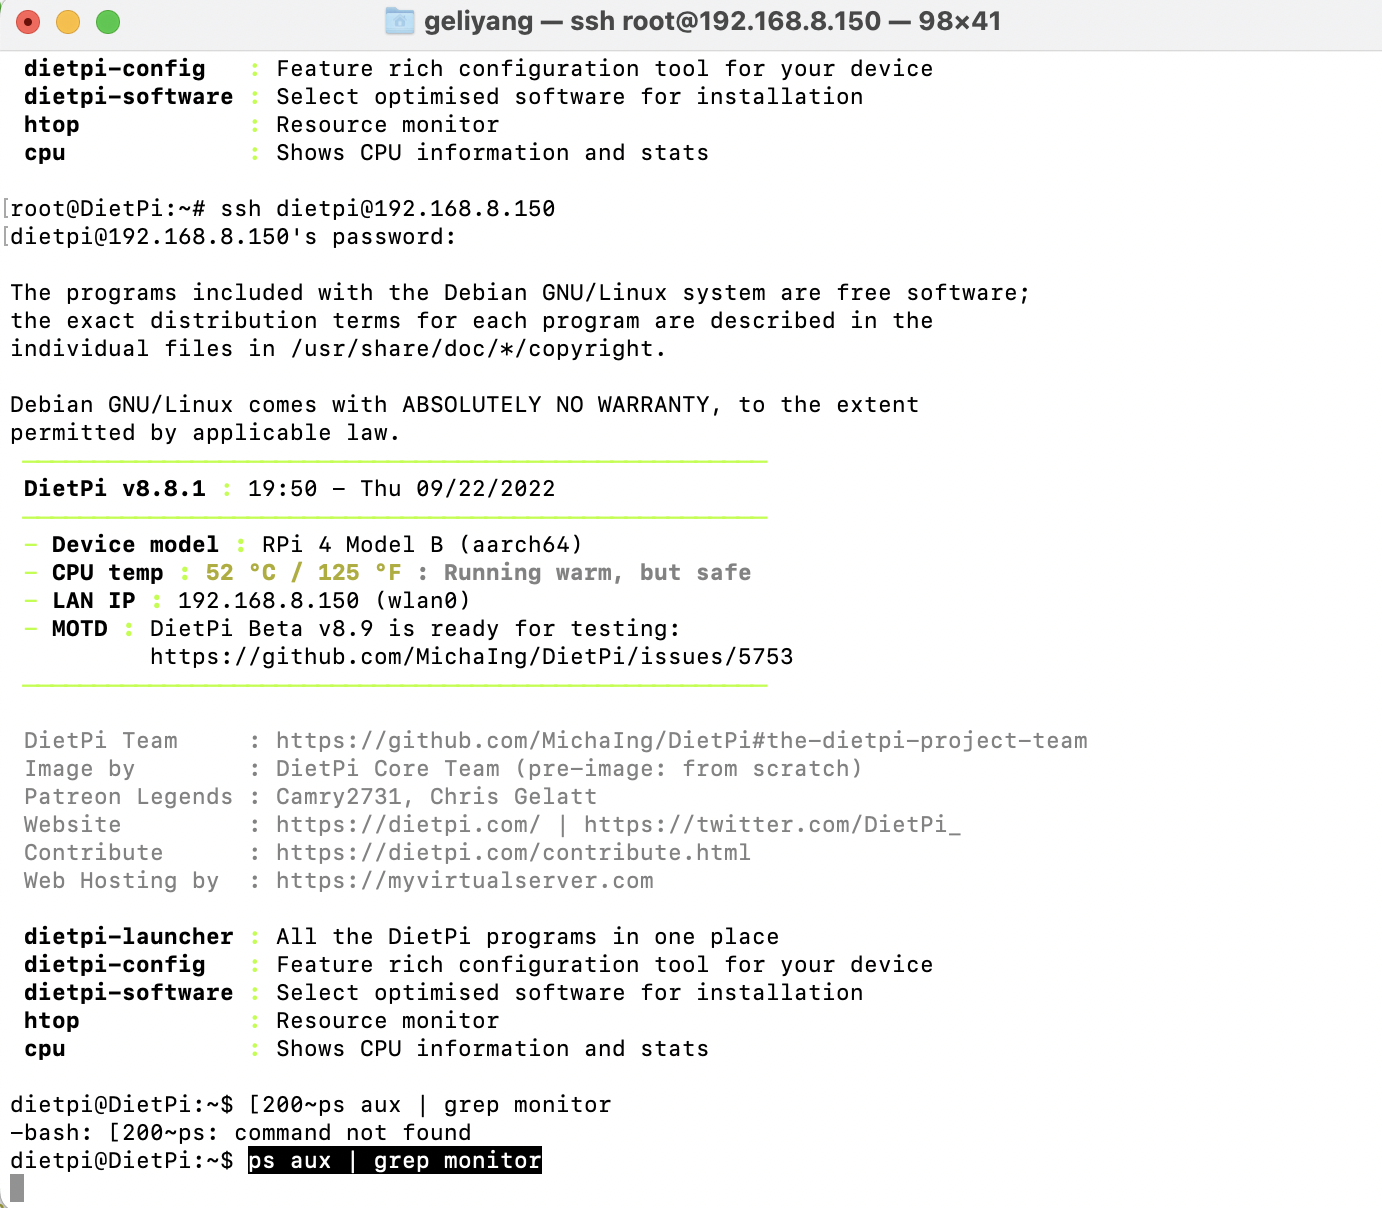 geliyang — ssh root@192.168.8.150 — 98×41
dietpi-config : Feature rich configuration tool for your device
dietpi-software : Select optimised software for installation
htop : Resource monitor
cpu : Shows CPU information and stats
[root@DietPi:~# ssh dietpi@192.168.8.150
[dietpi@192.168.8.150's password:
The programs included with the Debian GNU/Linux system are free software;
the exact distribution terms for each program are described in the
individual files in /usr/share/doc/*/copyright.
Debian GNU/Linux comes with ABSOLUTELY NO WARRANTY, to the extent
permitted by applicable law.
DietPi v8.8.1 : 19:50 - Thu 09/22/2022
- Device model : RPi 4 Model B (aarch64)
- CPU temp : 52 °C / 125 °F : Running warm, but safe
- LAN IP : 192.168.8.150 (wlan0)
- MOTD : DietPi Beta v8.9 is ready for testing:
https://github.com/MichaIng/DietPi/issues/5753
DietPi Team : https://github.com/MichaIng/DietPi#the-dietpi-project-team
Image by : DietPi Core Team (pre-image: from scratch)
Patreon Legends : Camry2731, Chris Gelatt
Website : https://dietpi.com/ | https://twitter.com/DietPi_
Contribute : https://dietpi.com/contribute.html
Web Hosting by : https://myvirtualserver.com
dietpi-launcher : All the DietPi programs in one place
dietpi-config : Feature rich configuration tool for your device
dietpi-software : Select optimised software for installation
htop : Resource monitor
cpu : Shows CPU information and stats
dietpi@DietPi:~$ [200~ps aux | grep monitor
-bash: [200~ps: command not found
dietpi@DietPi:~$ ps aux | grep monitor